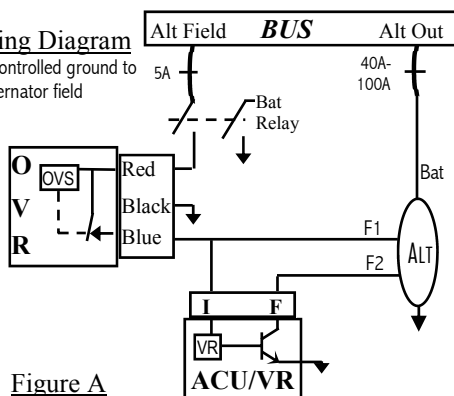 ing Diagram
ontrolled ground to
ernator field
Alt Field BUS Alt Out
5A
40A-
100A
Bat
Relay
Bat
O
V
R
OVS
Red
Black
Blue
F1
F2
ALT
I F
VR
ACU/VR
Figure A